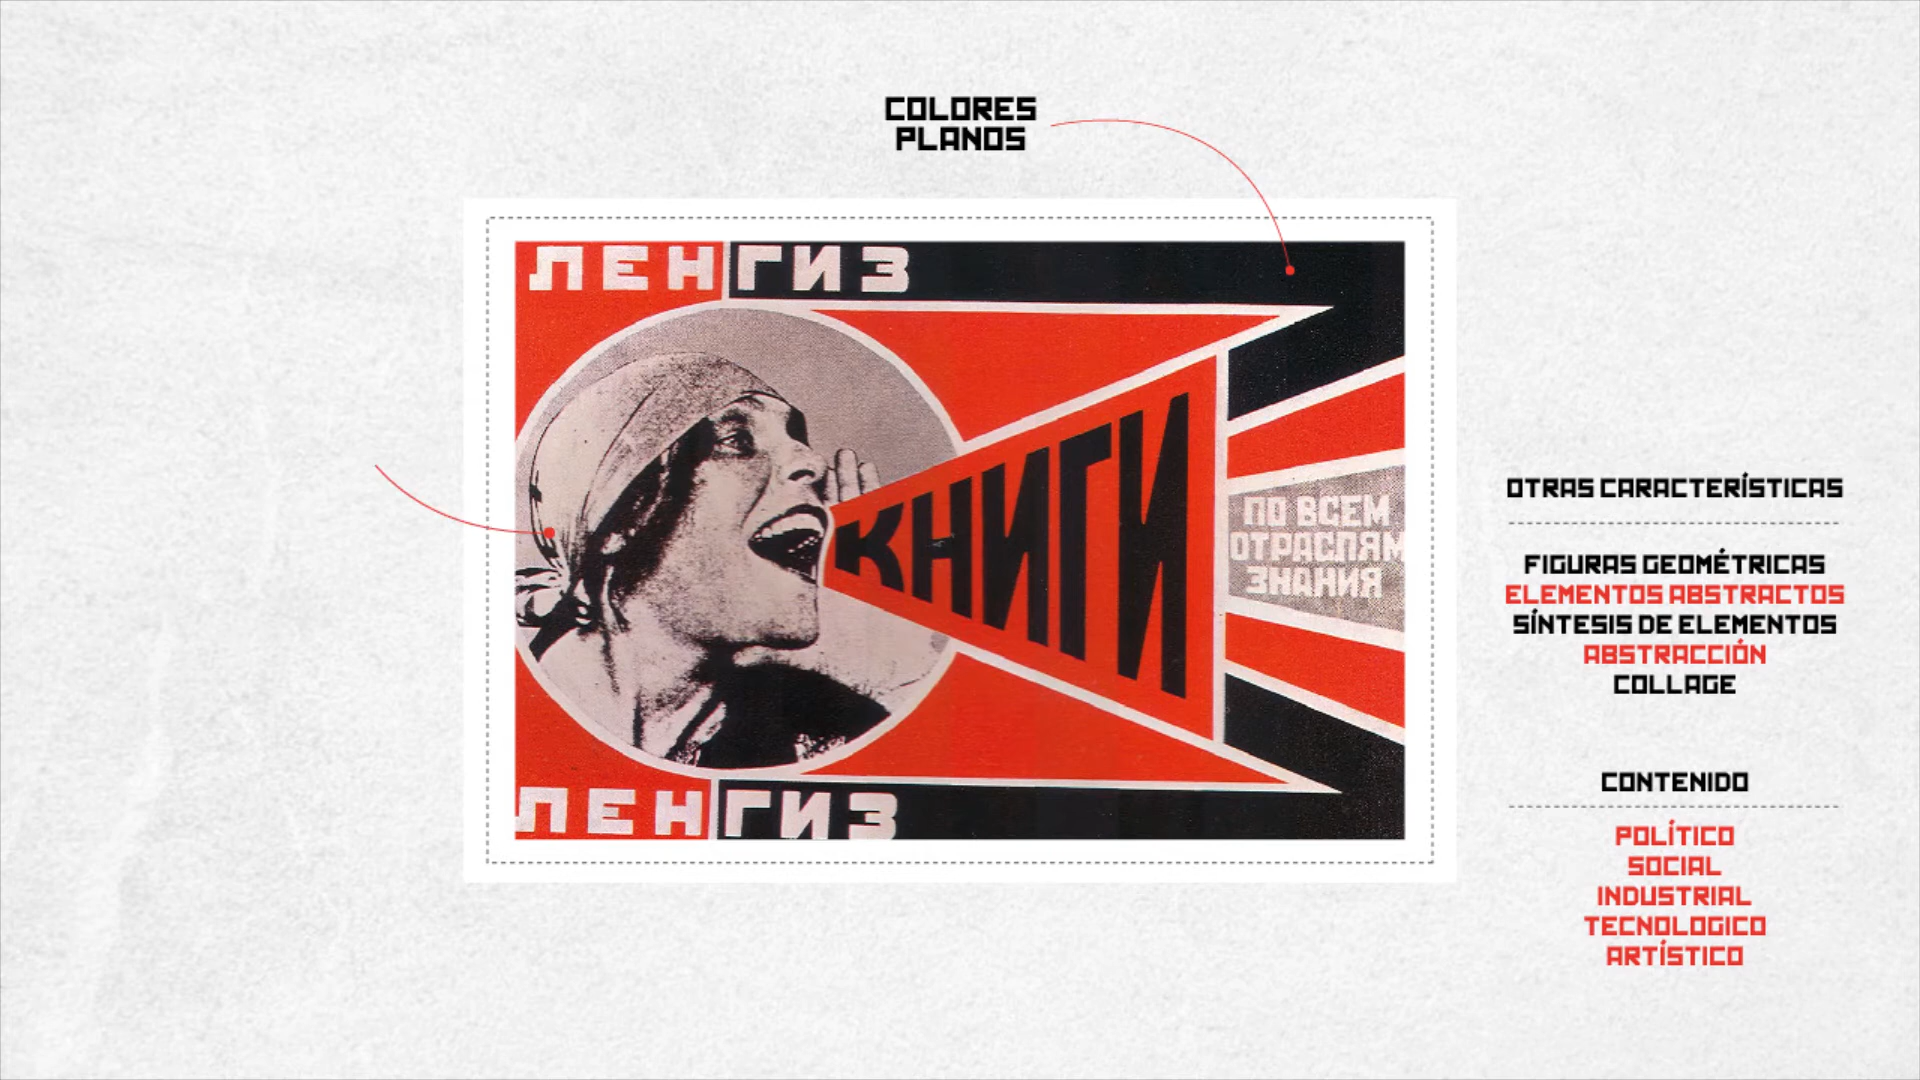 COLORES
PLANOS
ЛЕНГИЗ
КНИГИ
ПО ВСЕМ
ОТРАСЛЯМ
ЗНАНИЯ
ЛЕНГИЗ
OTRAS CARACTERÍSTICAS
FIGURAS GEOMÉTRICAS
ELEMENTOS ABSTRACTOS
SÍNTESIS DE ELEMENTOS
ABSTRACCIÓN
COLLAGE
CONTENIDO
POLÍTICO
SOCIAL
INDUSTRIAL
TECNOLOGICO
ARTÍSTICO